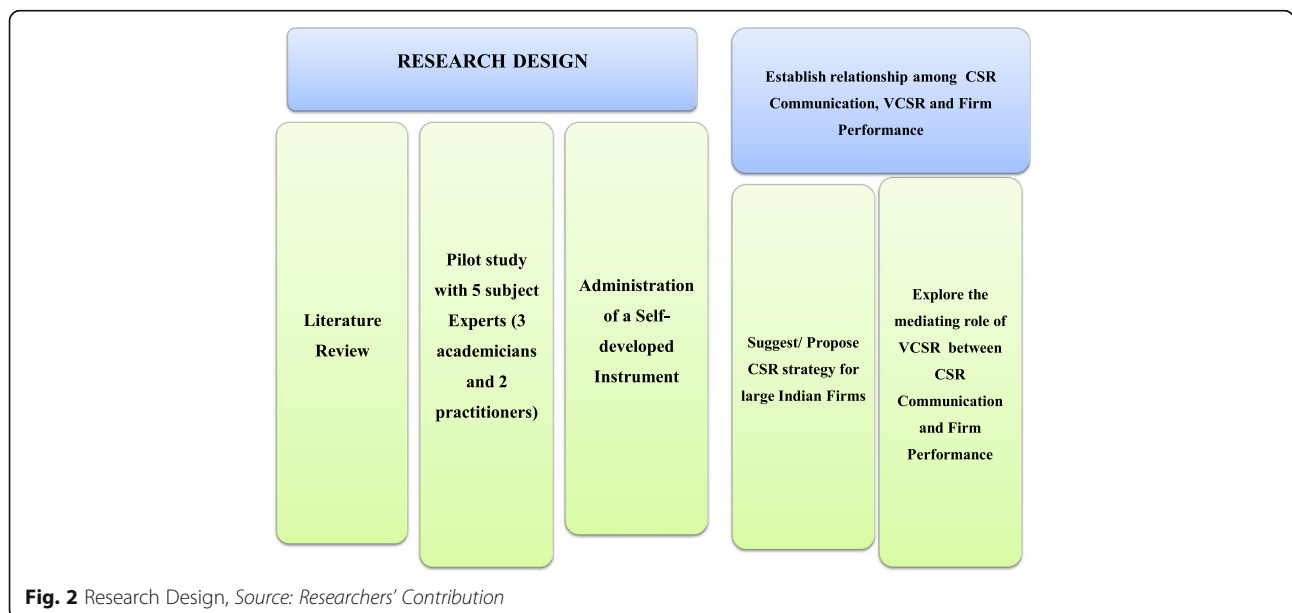 RESEARCH DESIGN
Literature
Review
Pilot study
with 5 subject
Experts (3
academicians
and 2
practitioners)
Administration
of a Self-
developed
Instrument
Establish relationship among CSR
Communication, VCSR and Firm
Performance
Suggest/ Propose
CSR strategy for
large Indian Firms
Explore the
mediating role of
VCSR between
CSR
Communication
and Firm
Performance
Fig. 2 Research Design, Source: Researchers' Contribution